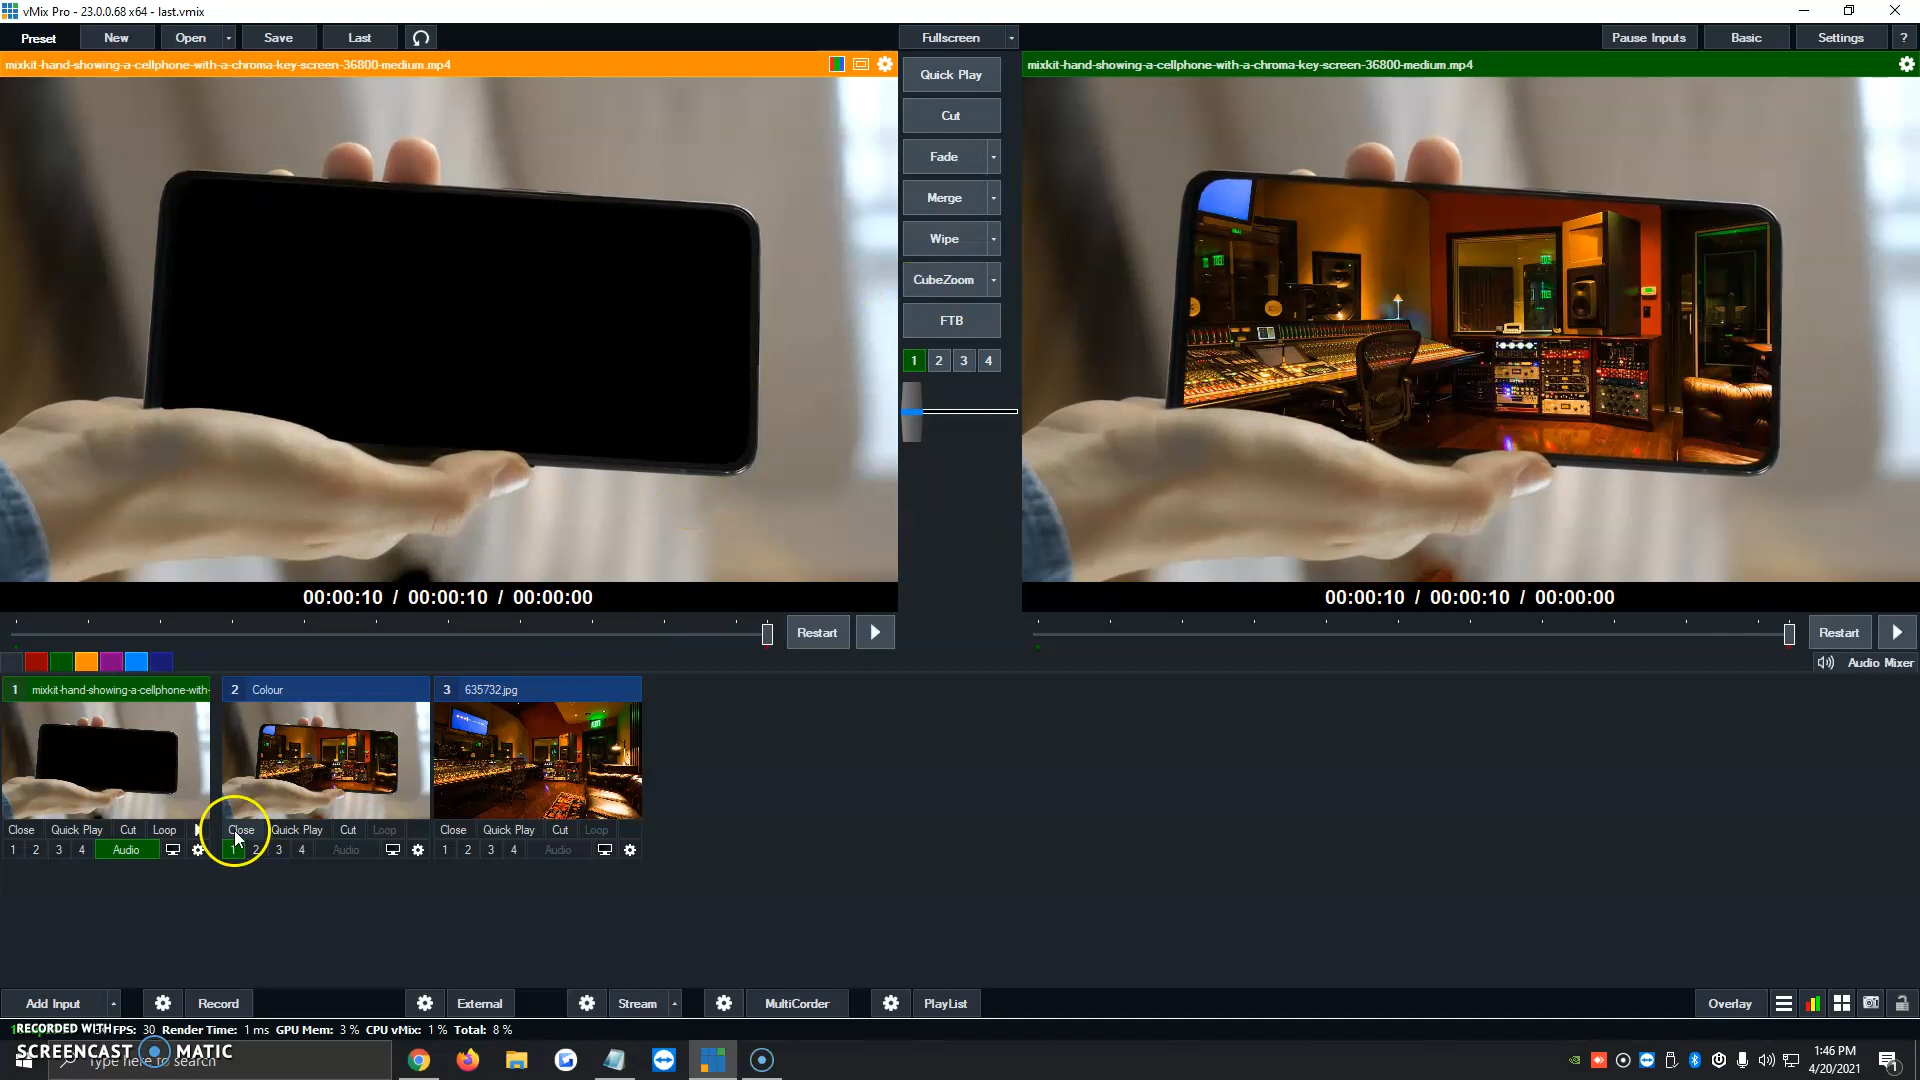 vMix Pro - 23.0.0.68 x64 - last.vmix
Preset New Open Save Last Fullscreen Pause Inputs Basic Settings ?
mixkit-hand-showing-a-cellphone-with-a-chroma-key-screen-36800-medium.mp4
mixkit-hand-showing-a-cellphone-with-a-chroma-key-screen-36800-medium.mp4
Quick Play
Cut
Fade
Merge
Wipe
CubeZoom
FTB
1 2 3 4
00:00:10 / 00:00:10 / 00:00:00
00:00:10 / 00:00:10 / 00:00:00
Restart
Restart
Audio Mixer
1 mixkit-hand-showing-a-cellphone-with-
2 Colour
3 635732.jpg
EXIT
Close Quick Play Cut Loop
Close Quick Play Cut Loop
Close Quick Play Cut Loop
1 2 3 4 Audio
1 2 3 4 Audio
1 2 3 4 Audio
Add Input Record External Stream MultiCorder PlayList Overlay
FPS: 30 Render Time: 1 ms GPU Mem: 3 % CPU vMix: 1 % Total: 8 %
RECORDED WITH
SCREENCAST MATIC
Type here to search
1:46 PM
4/20/2021
1